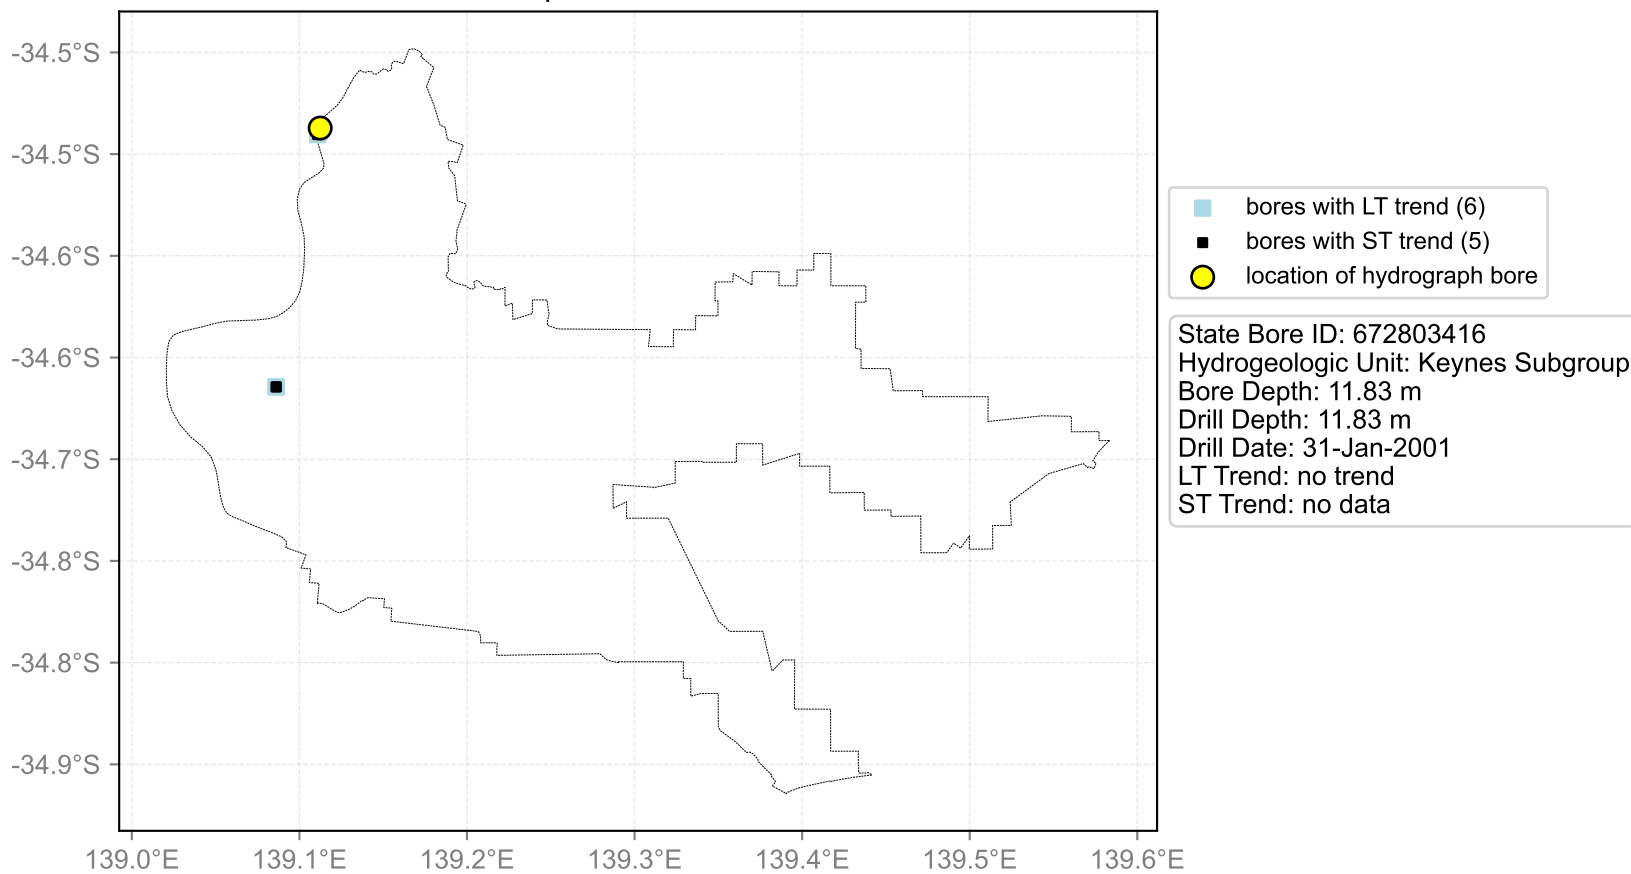 -34.5°S
-34.5°S
-34.6°S
-34.6°S
-34.7°S
-34.8°S
-34.8°S
-34.9°S
139.0°E
139.1°E
139.2°E
139.3°E
139.4°E
139.5°E
139.6°E
bores with LT trend (6)
bores with ST trend (5)
location of hydrograph bore
State Bore ID: 672803416
Hydrogeologic Unit: Keynes Subgroup
Bore Depth: 11.83 m
Drill Depth: 11.83 m
Drill Date: 31-Jan-2001
LT Trend: no trend
ST Trend: no data